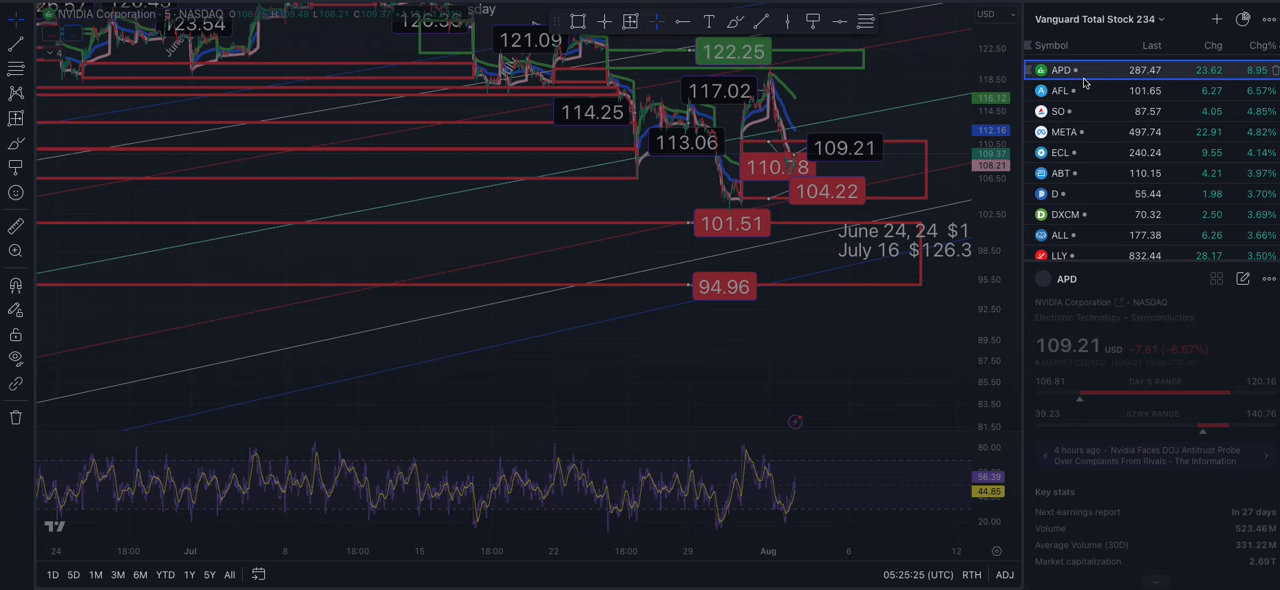 NVIDIA Corporation · 5 · NASDAQ
USD
Vanguard Total Stock 234
Symbol Last Chg Chg%
APD 287.47 23.62 8.95
AFL 101.65 6.27 6.57%
SO 87.57 4.05 4.85%
META 497.74 22.91 4.82%
ECL 240.24 9.55 4.14%
ABT 110.15 4.21 3.97%
D 55.44 1.98 3.70%
DXCM 70.32 2.50 3.69%
ALL 177.38 6.26 3.66%
LLY 832.44 28.17 3.50%
123.54
121.09
122.25
117.02
114.25
113.06
109.21
104.22
101.51
94.96
June 24, 24 $1
July 16 $126.3
122.50
118.50
116.12
114.50
112.16
110.50
109.37
108.21
106.50
102.50
98.50
95.50
92.50
89.50
87.50
85.50
83.50
81.50
80.00
56.39
44.85
20.00
24 18:00 Jul 8 18:00 15 18:00 22 18:00 29 Aug 6 12
1D 5D 1M 3M 6M YTD 1Y 5Y All
05:25:25 (UTC) RTH ADJ
APD
NVIDIA Corporation • NASDAQ
Electronic Technology • Semiconductors
109.21 USD −7.81 (−6.67%)
106.81 DAY'S RANGE 120.16
39.23 52WK RANGE 140.76
4 hours ago • Nvidia Faces DOJ Antitrust Probe
Over Complaints From Rivals – The Information
Key stats
Next earnings report In 27 days
Volume 523.46M
Average Volume (30D) 331.22M
Market capitalization 2.69T